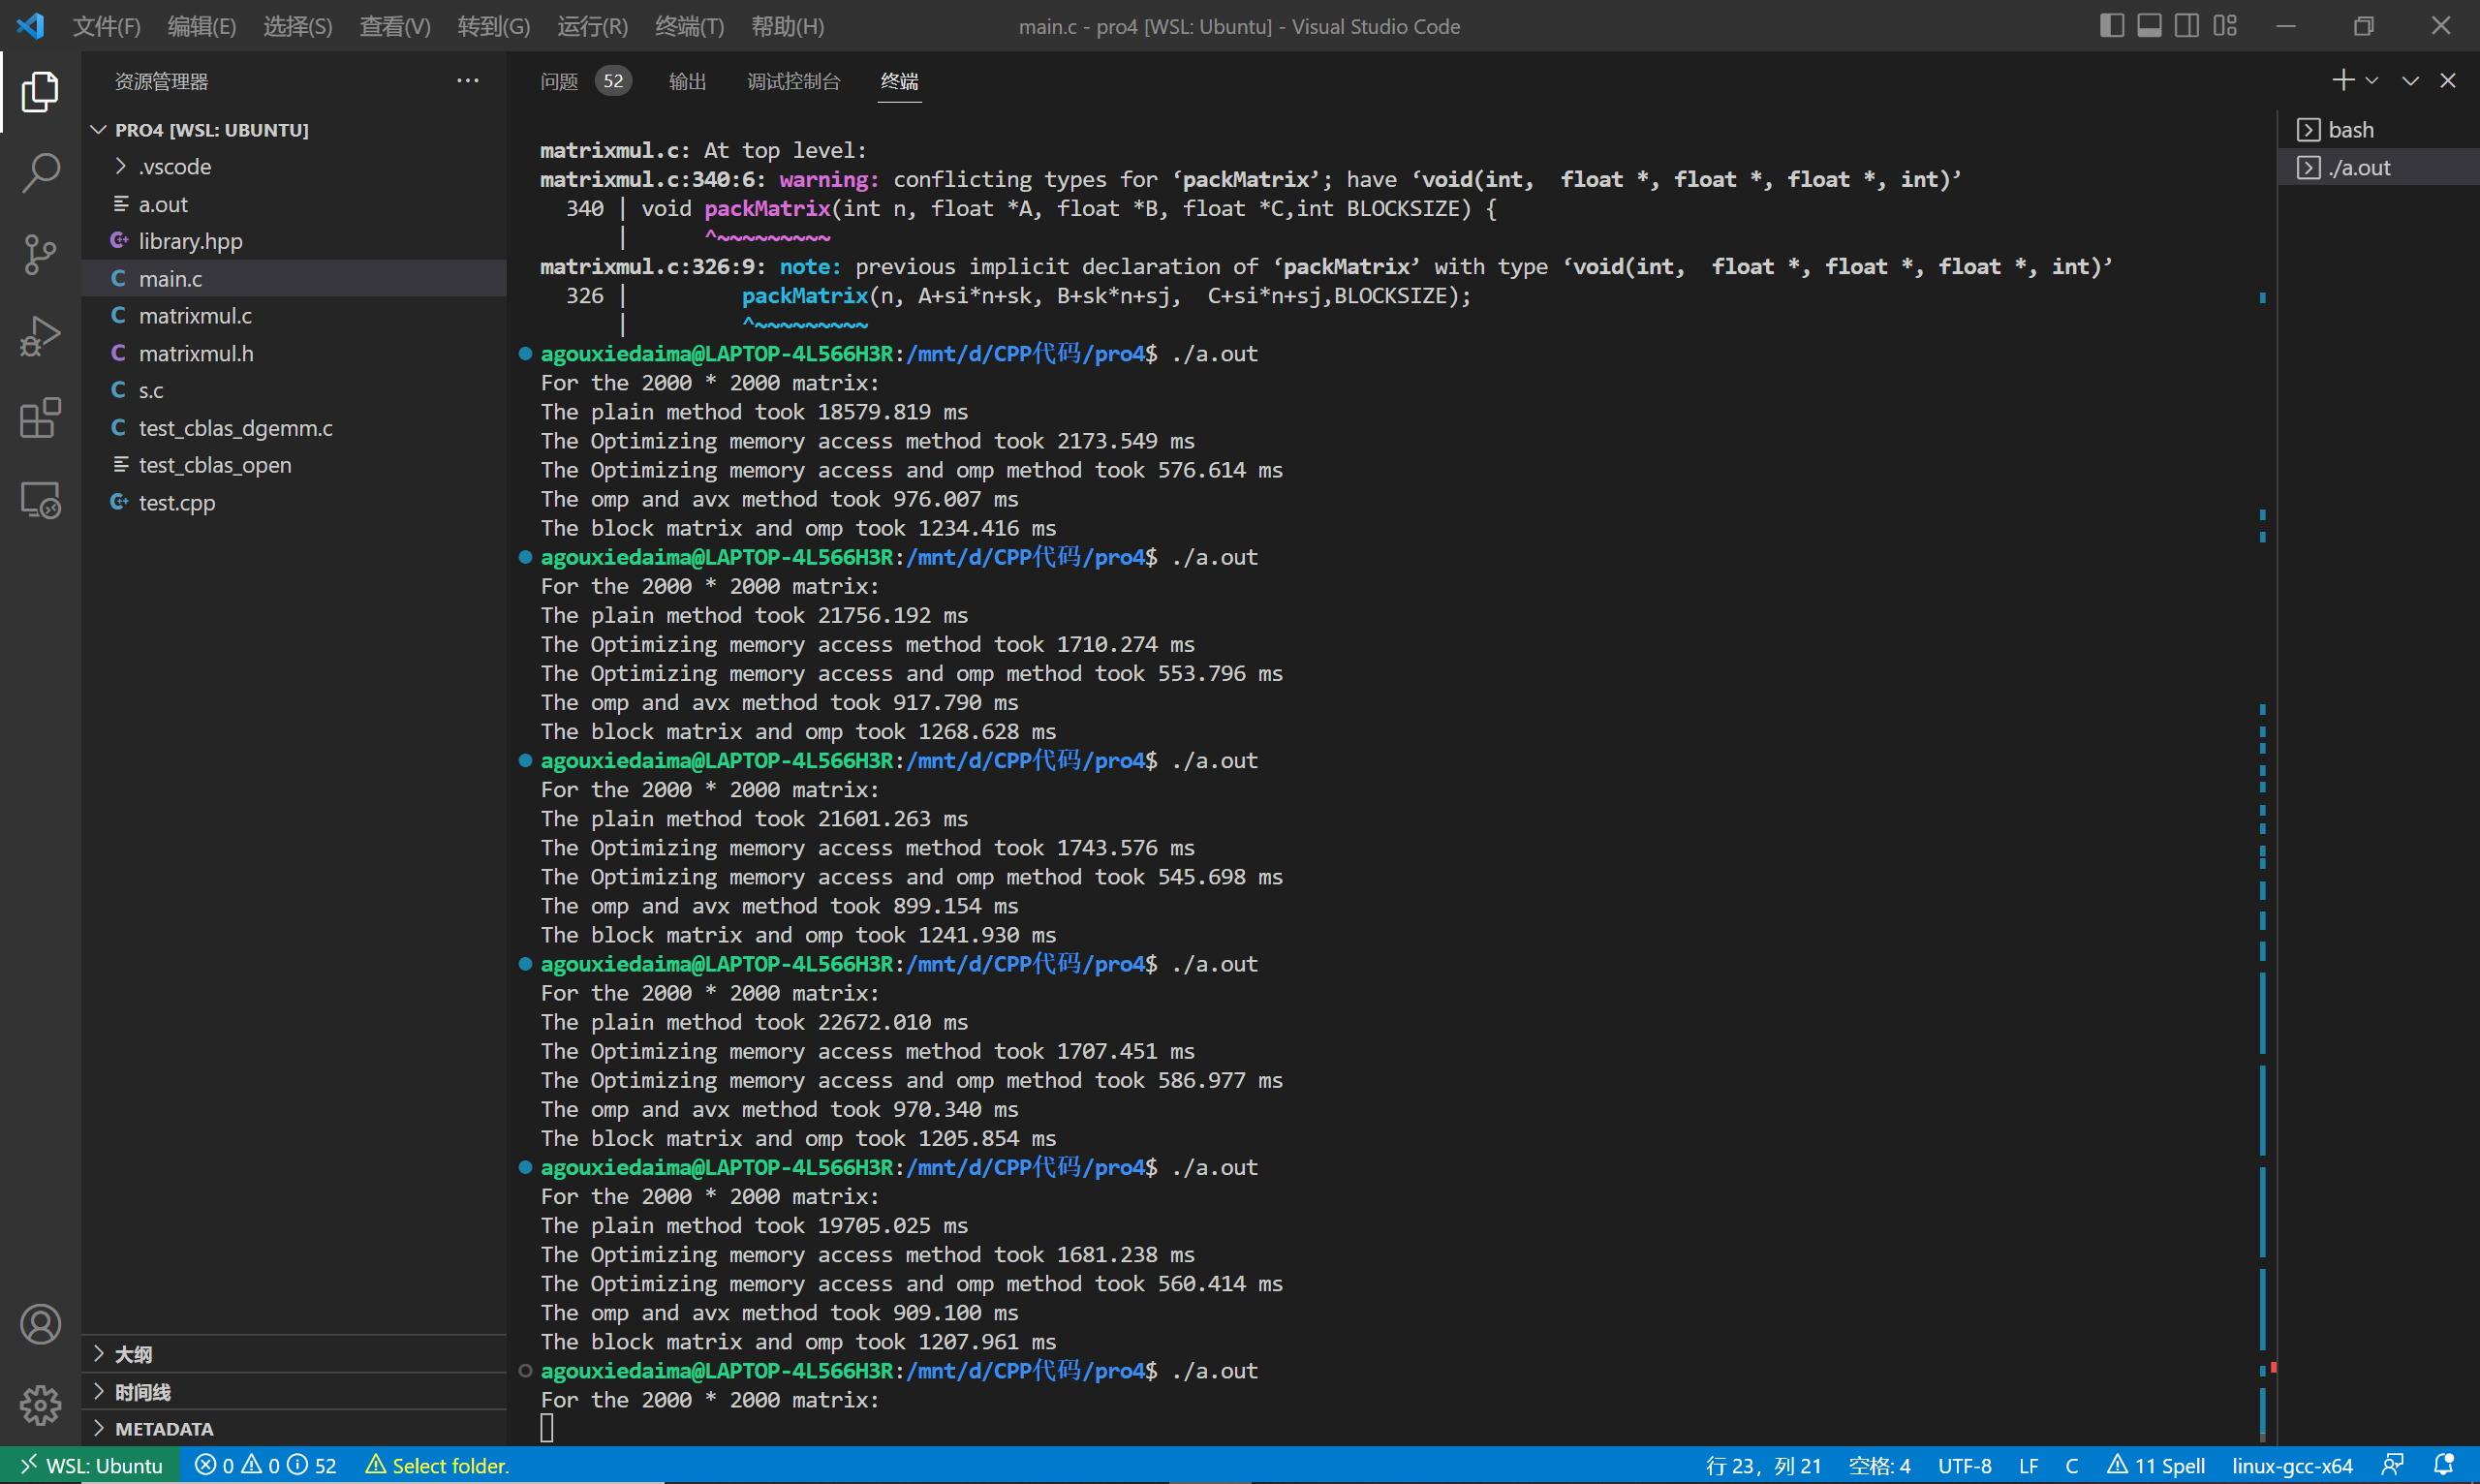 文件(F) 编辑(E) 选择(S) 查看(V) 转到(G) 运行(R) 终端(T) 帮助(H) main.c - pro4 [WSL: Ubuntu] - Visual Studio Code
资源管理器
PRO4 [WSL: UBUNTU]
.vscode
a.out
library.hpp
main.c
matrixmul.c
matrixmul.h
s.c
test_cblas_dgemm.c
test_cblas_open
test.cpp
大纲
时间线
METADATA
问题 52 输出 调试控制台 终端
matrixmul.c: At top level:
matrixmul.c:340:6: warning: conflicting types for ‘packMatrix’; have ‘void(int,  float *, float *, float *, int)’
340 | void packMatrix(int n, float *A, float *B, float *C,int BLOCKSIZE) {
|      ^~~~~~~~~~
matrixmul.c:326:9: note: previous implicit declaration of ‘packMatrix’ with type ‘void(int,  float *, float *, float *, int)’
326 |         packMatrix(n, A+si*n+sk, B+sk*n+sj,  C+si*n+sj,BLOCKSIZE);
|         ^~~~~~~~~~
agouxiedaima@LAPTOP-4L566H3R:/mnt/d/CPP代码/pro4$ ./a.out
For the 2000 * 2000 matrix:
The plain method took 18579.819 ms
The Optimizing memory access method took 2173.549 ms
The Optimizing memory access and omp method took 576.614 ms
The omp and avx method took 976.007 ms
The block matrix and omp took 1234.416 ms
agouxiedaima@LAPTOP-4L566H3R:/mnt/d/CPP代码/pro4$ ./a.out
For the 2000 * 2000 matrix:
The plain method took 21756.192 ms
The Optimizing memory access method took 1710.274 ms
The Optimizing memory access and omp method took 553.796 ms
The omp and avx method took 917.790 ms
The block matrix and omp took 1268.628 ms
agouxiedaima@LAPTOP-4L566H3R:/mnt/d/CPP代码/pro4$ ./a.out
For the 2000 * 2000 matrix:
The plain method took 21601.263 ms
The Optimizing memory access method took 1743.576 ms
The Optimizing memory access and omp method took 545.698 ms
The omp and avx method took 899.154 ms
The block matrix and omp took 1241.930 ms
agouxiedaima@LAPTOP-4L566H3R:/mnt/d/CPP代码/pro4$ ./a.out
For the 2000 * 2000 matrix:
The plain method took 22672.010 ms
The Optimizing memory access method took 1707.451 ms
The Optimizing memory access and omp method took 586.977 ms
The omp and avx method took 970.340 ms
The block matrix and omp took 1205.854 ms
agouxiedaima@LAPTOP-4L566H3R:/mnt/d/CPP代码/pro4$ ./a.out
For the 2000 * 2000 matrix:
The plain method took 19705.025 ms
The Optimizing memory access method took 1681.238 ms
The Optimizing memory access and omp method took 560.414 ms
The omp and avx method took 909.100 ms
The block matrix and omp took 1207.961 ms
agouxiedaima@LAPTOP-4L566H3R:/mnt/d/CPP代码/pro4$ ./a.out
For the 2000 * 2000 matrix:
bash
./a.out
WSL: Ubuntu 0 0 52 Select folder. 行 23，列 21 空格: 4 UTF-8 LF C 11 Spell linux-gcc-x64